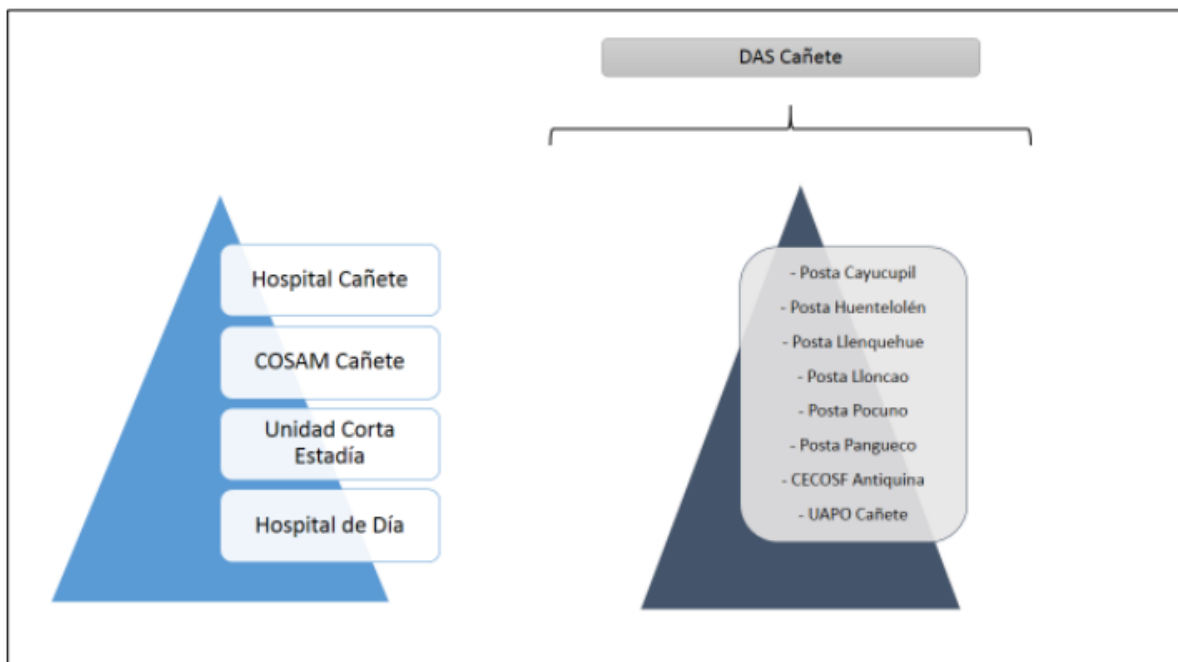 DAS Cañete
Hospital Cañete
COSAM Cañete
Unidad Corta
Estadía
Hospital de Día
- Posta Cayucupil
- Posta Huentelolén
- Posta Llenquehue
- Posta Lloncao
- Posta Pocuno
- Posta Pangueco
- CECOSF Antiquina
- UAPO Cañete